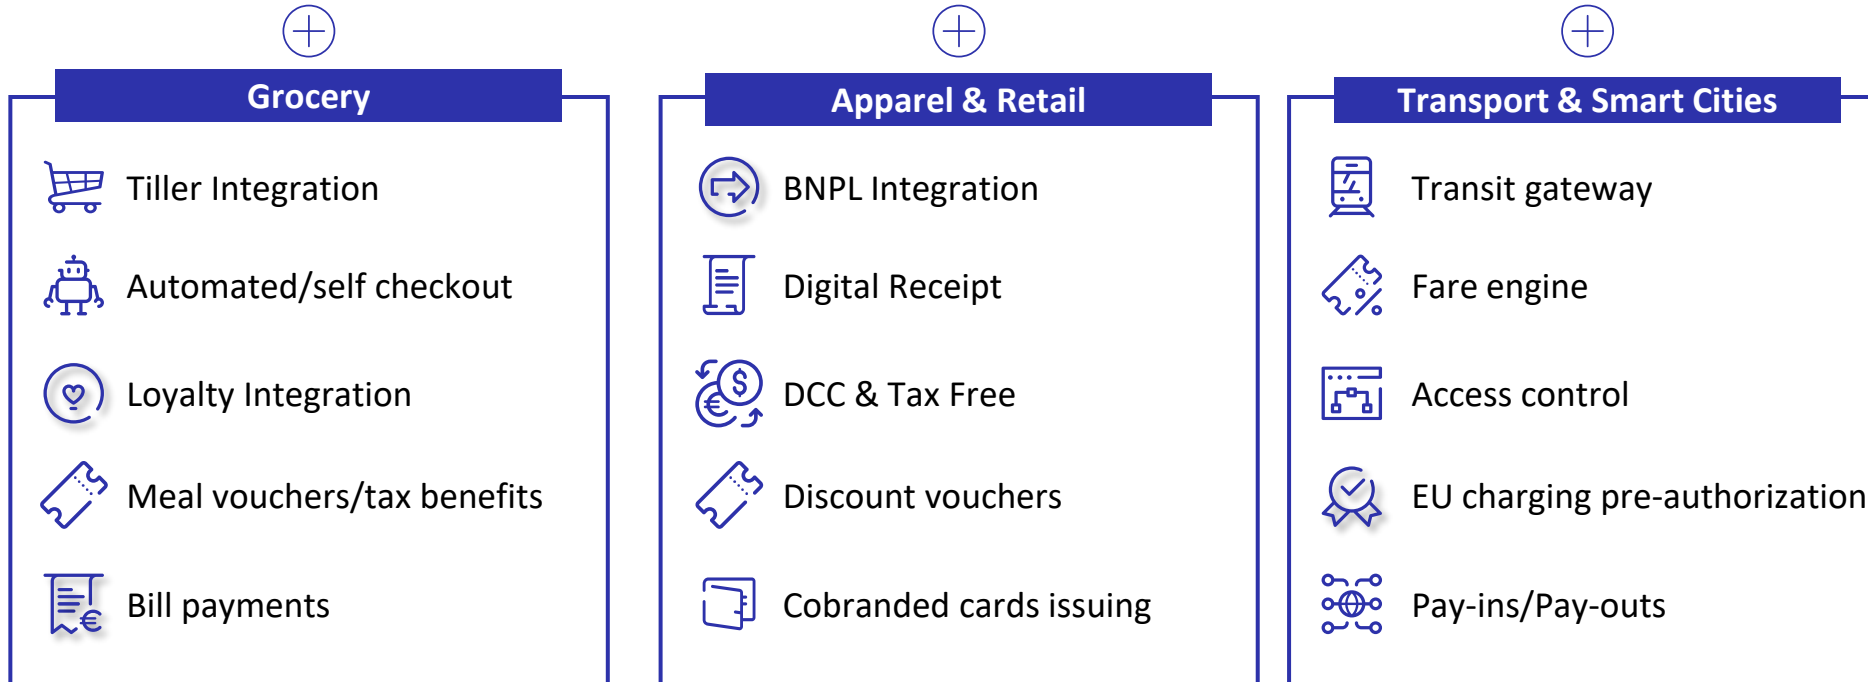 Grocery
Tiller Integration
Automated/self checkout
Loyalty Integration
Meal vouchers/tax benefits
Bill payments
Apparel & Retail
BNPL Integration
Digital Receipt
DCC & Tax Free
Discount vouchers
Cobranded cards issuing
Transport & Smart Cities
Transit gateway
Fare engine
Access control
EU charging pre-authorization
Pay-ins/Pay-outs